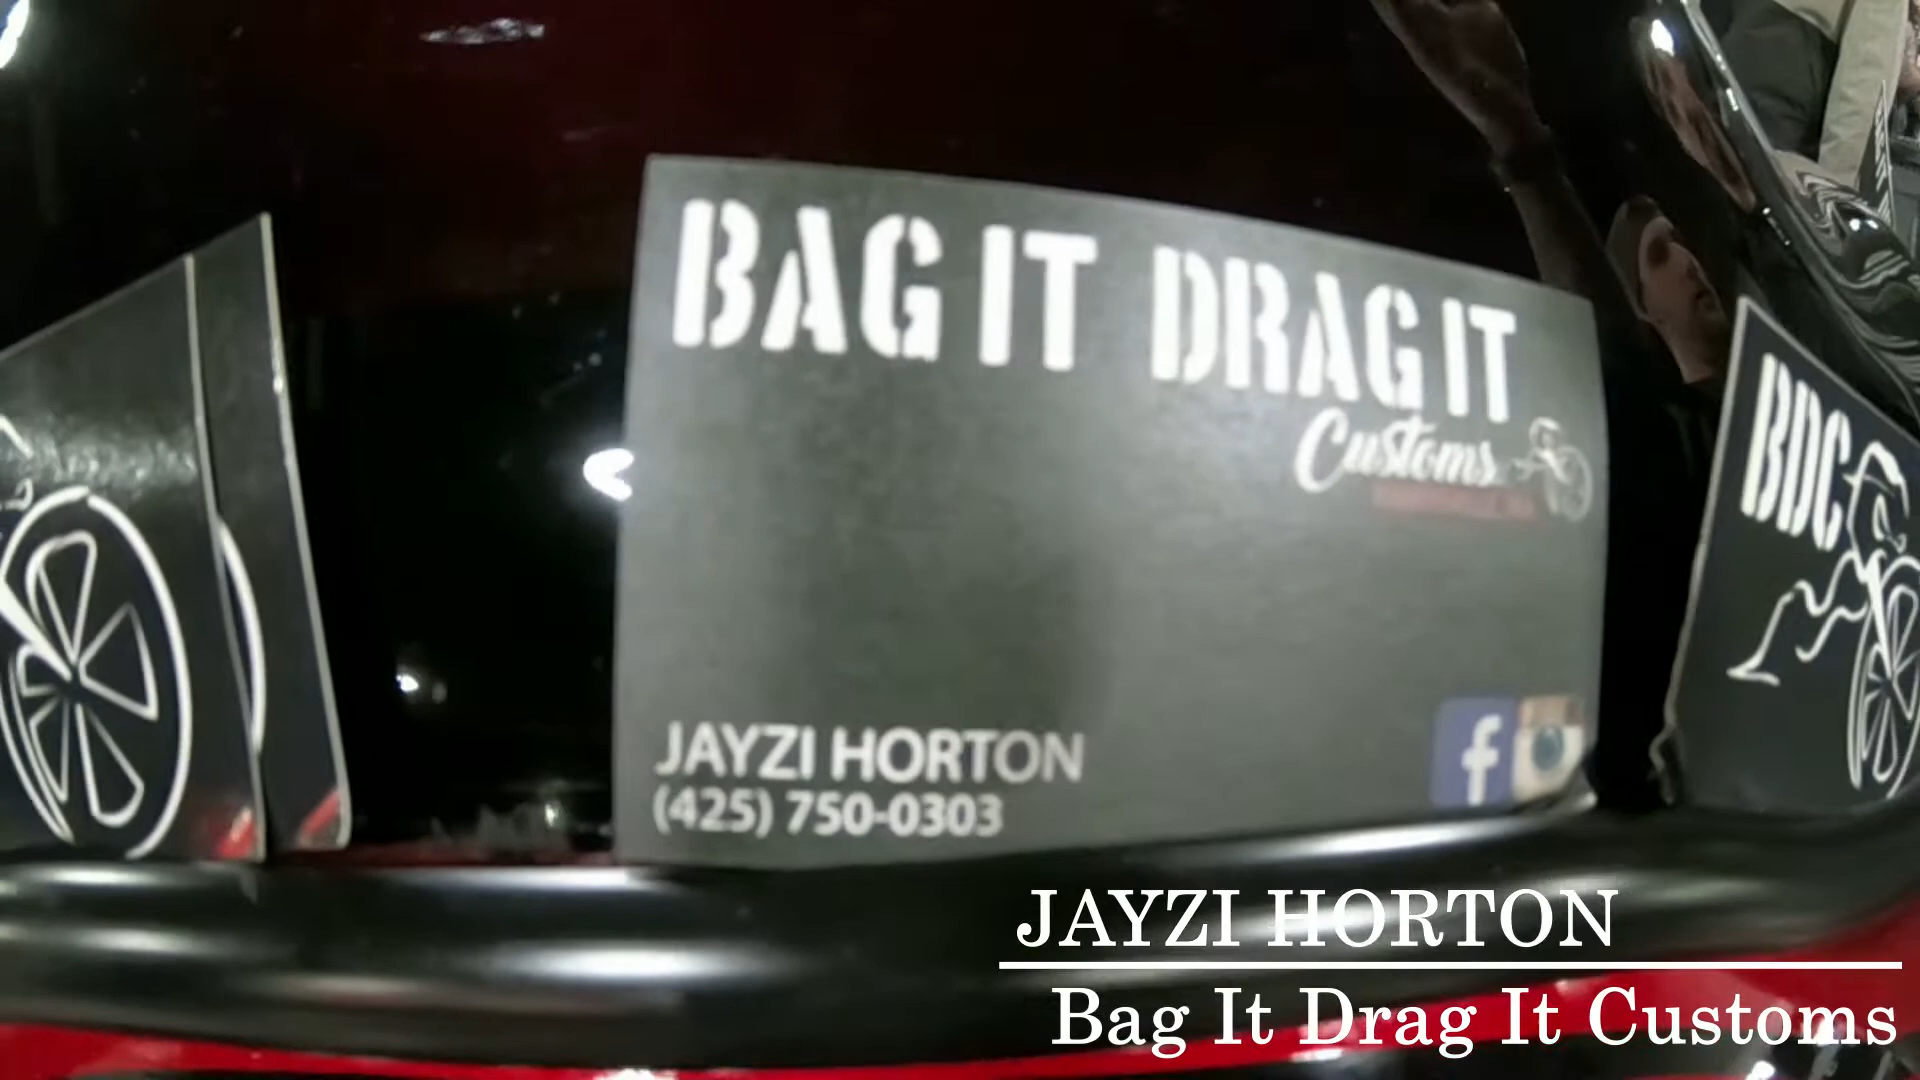 BAG IT DRAG IT
Customs
BDC
JAYZI HORTON
(425) 750-0303
f
JAYZI HORTON
Bag It Drag It Customs